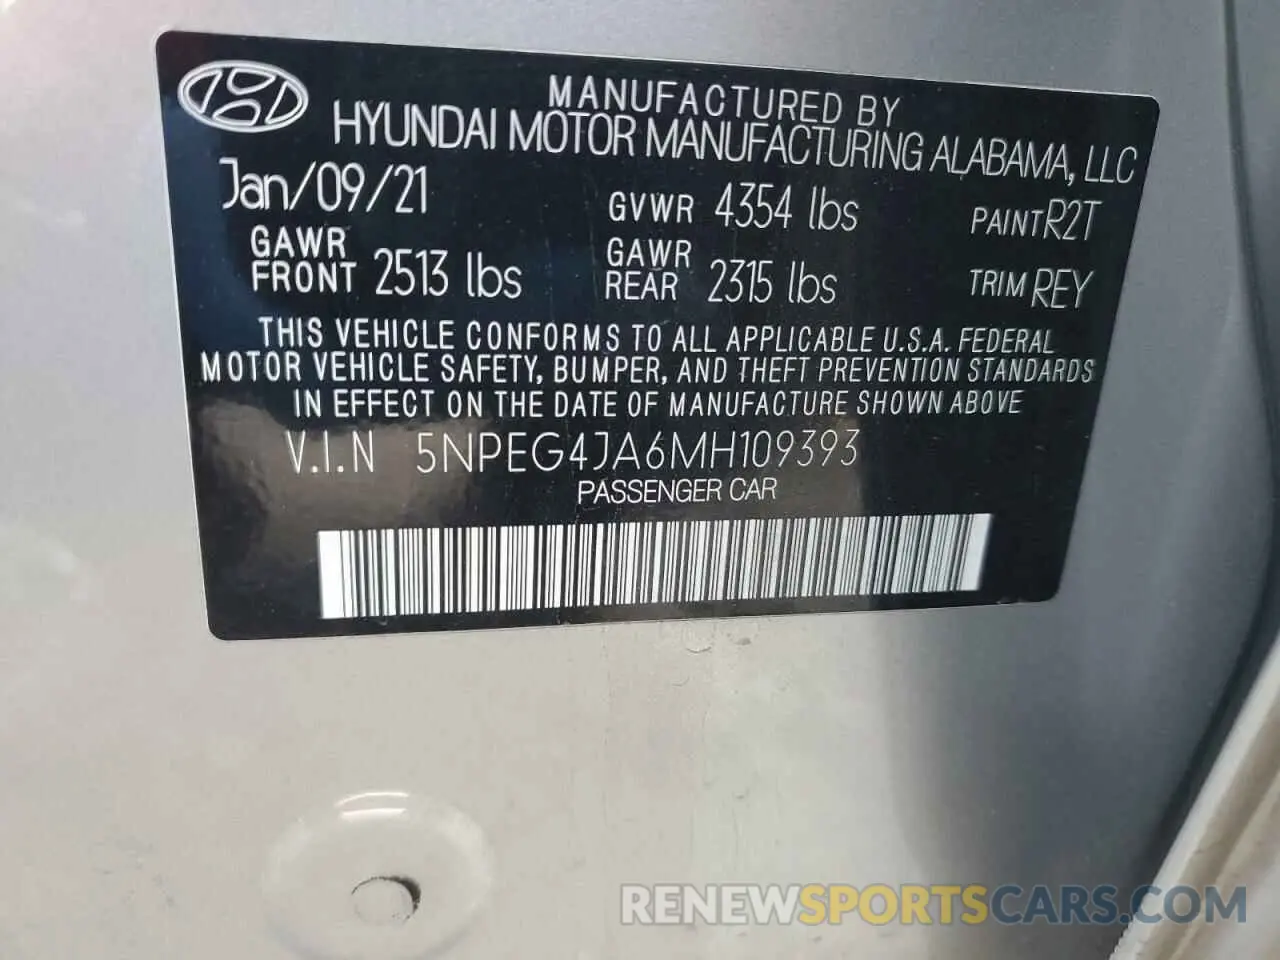 MANUFACTURED BY
HYUNDAI MOTOR MANUFACTURING ALABAMA, LLC
Jan/09/21 GVWR 4354 lbs PAINT R2T
GAWR FRONT 2513 lbs GAWR REAR 2315 lbs TRIM REY
THIS VEHICLE CONFORMS TO ALL APPLICABLE U.S.A. FEDERAL
MOTOR VEHICLE SAFETY, BUMPER, AND THEFT PREVENTION STANDARDS
IN EFFECT ON THE DATE OF MANUFACTURE SHOWN ABOVE
V.I.N 5NPEG4JA6MH109393
PASSENGER CAR
RENEWSPORTSCARS.COM